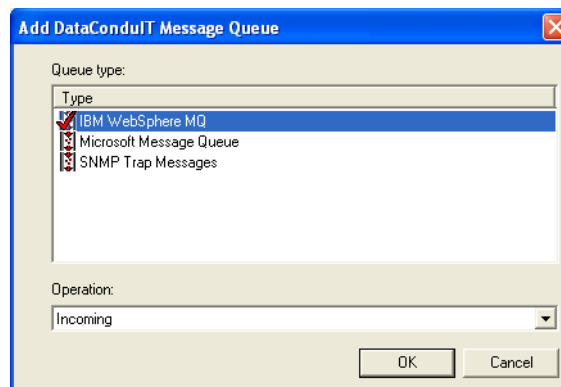 Add DataConduIT Message Queue
Queue type:
Type
IBM WebSphere MQ
Microsoft Message Queue
SNMP Trap Messages
Operation:
Incoming
OK Cancel